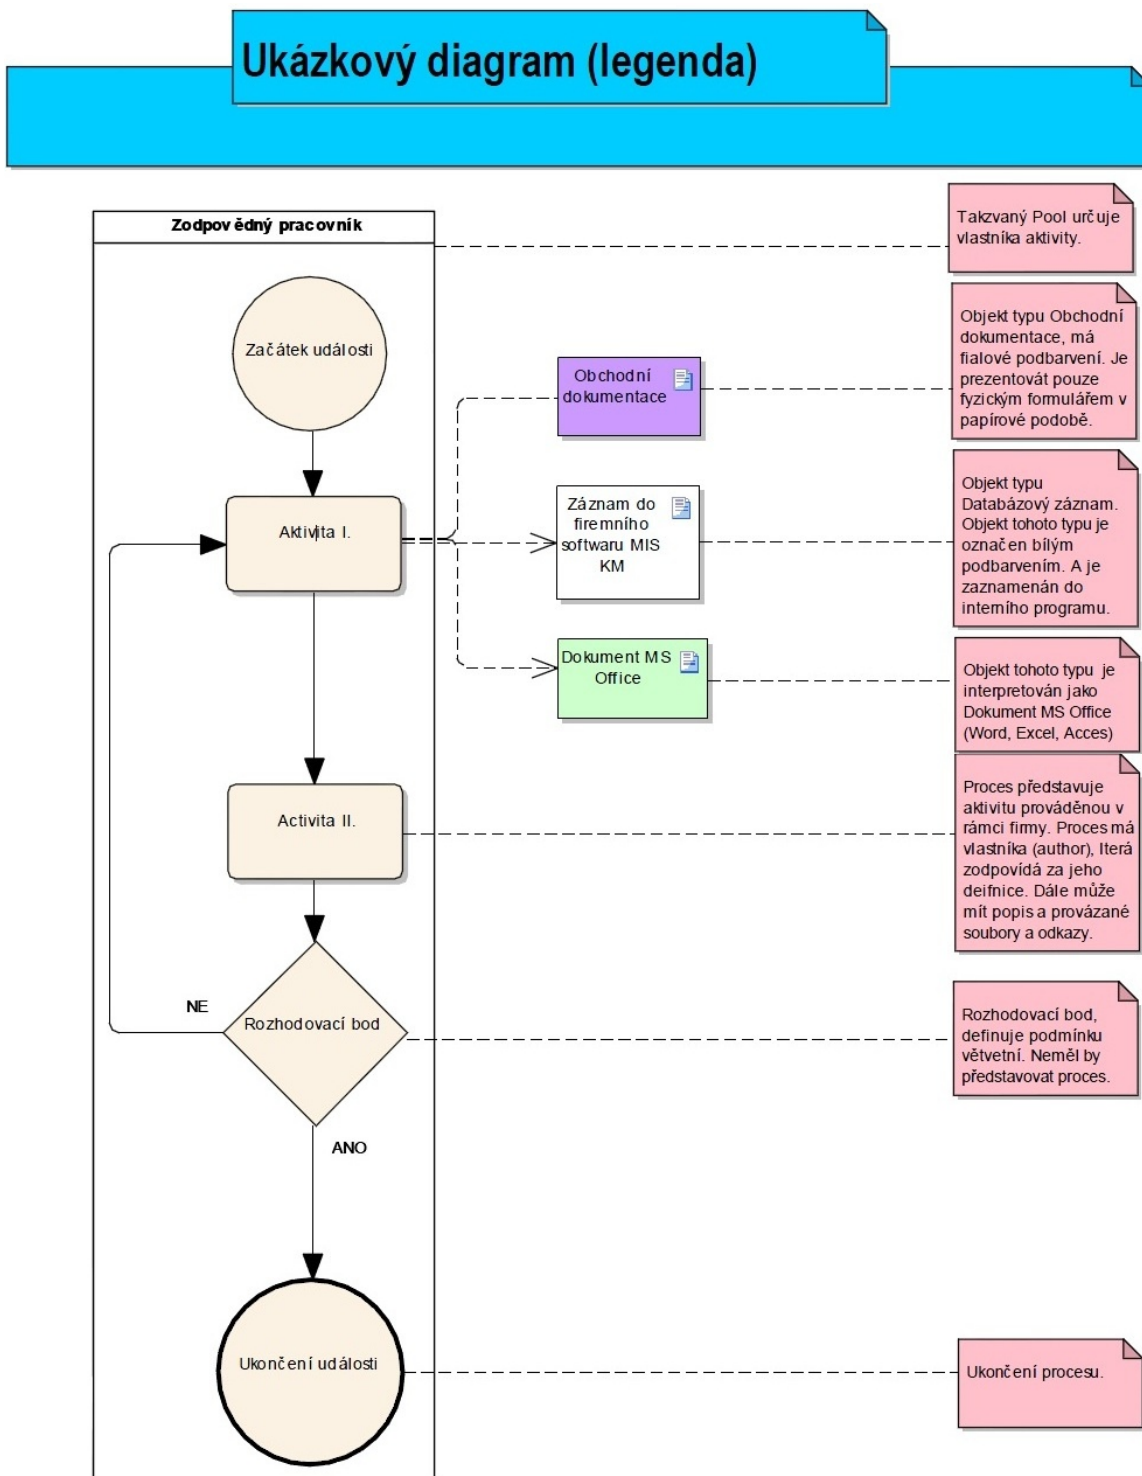 Ukázkový diagram (legenda)
Zodpovědný pracovník
Takzvaný Pool určuje
vlastníka aktivity.
Začátek události
Objekt typu Obchodní
dokumentace, má
fialové podbarvení. Je
prezentovát pouze
fyzickým formulářem v
papírové podobě.
Obchodní
dokumentace
Aktivita I.
Záznam do
firemního
softwaru MIS
KM
Objekt typu
Databázový záznam.
Objekt tohoto typu je
označen bílým
podbarvením. A je
zaznamenán do
interního programu.
Dokument MS
Office
Objekt tohoto typu je
interpretován jako
Dokument MS Office
(Word, Excel, Acces)
Activita II.
Proces představuje
aktivitu prováděnou v
rámci firmy. Proces má
vlastníka (author), lterá
zodpovídá za jeho
deifnice. Dále může
mít popis a provázané
soubory a odkazy.
NE
Rozhodovací bod
Rozhodovací bod,
definuje podmínku
větvetní. Neměl by
představovat proces.
ANO
Ukončení události
Ukončení procesu.